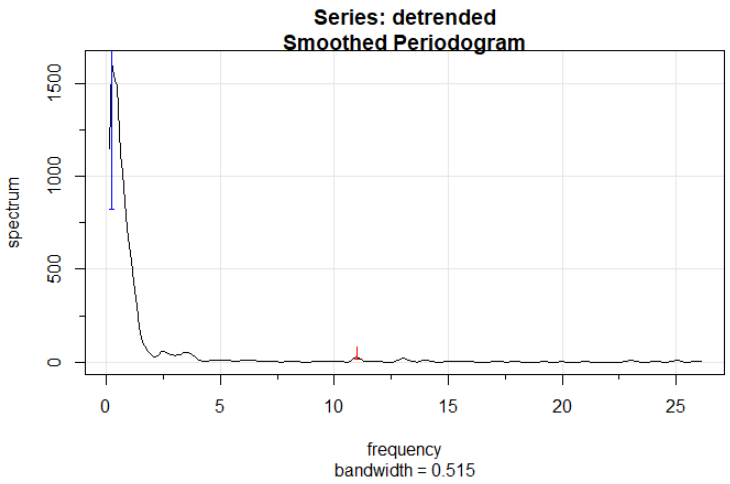 Series: detrended
Smoothed Periodogram
1500
1000
500
0
spectrum
0 5 10 15 20 25
frequency
bandwidth = 0.515